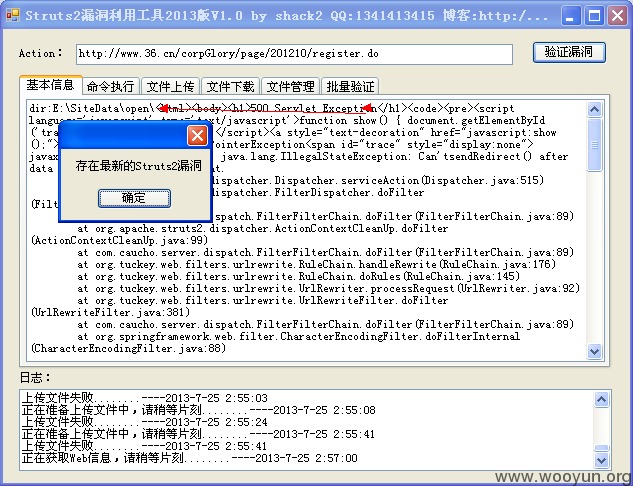 Struts2漏洞利用工具2013版V1.0 by shack2 QQ:1341413415 博客:http:/...
Action:
http://www.36.cn/corpGlory/page/201210/register.do
验证漏洞
基本信息 命令执行 文件上传 文件下载 文件管理 批量验证
dir:E:\SiteData\open\<html><body><h1>500 Servlet Exception</h1><code><pre><script
language='javascript' type='text/javascript'>function show() { document.getElementById
('tra
</script><a style="text-decoration" href="javascript:show
();">
ointerException<span id="trace" style="display:none">
javax
java.lang.IllegalStateException: Can'tsendRedirect() after
data
t.
ispatcher.Dispatcher.serviceAction(Dispatcher.java:515)
ispatcher.FilterDispatcher.doFilter
(Fil
patch.FilterFilterChain.doFilter(FilterFilterChain.java:89)
at org.apache.struts2.dispatcher.ActionContextCleanUp.doFilter
(ActionContextCleanUp.java:99)
at com.caucho.server.dispatch.FilterFilterChain.doFilter(FilterFilterChain.java:89)
at org.tuckey.web.filters.urlrewrite.RuleChain.handleRewrite(RuleChain.java:176)
at org.tuckey.web.filters.urlrewrite.RuleChain.doRules(RuleChain.java:145)
at org.tuckey.web.filters.urlrewrite.UrlRewriter.processRequest(UrlRewriter.java:92)
at org.tuckey.web.filters.urlrewrite.UrlRewriteFilter.doFilter
(UrlRewriteFilter.java:381)
at com.caucho.server.dispatch.FilterFilterChain.doFilter(FilterFilterChain.java:89)
at org.springframework.web.filter.CharacterEncodingFilter.doFilterInternal
(CharacterEncodingFilter.java:88)
存在最新的Struts2漏洞
确定
日志:
上传文件失败........----2013-7-25 2:55:03
正在准备上传文件中,请稍等片刻........----2013-7-25 2:55:08
上传文件失败........----2013-7-25 2:55:24
正在准备上传文件中,请稍等片刻........----2013-7-25 2:55:41
上传文件失败........----2013-7-25 2:55:41
正在获取Web信息,请稍等片刻........----2013-7-25 2:57:00
www.wooyun.org